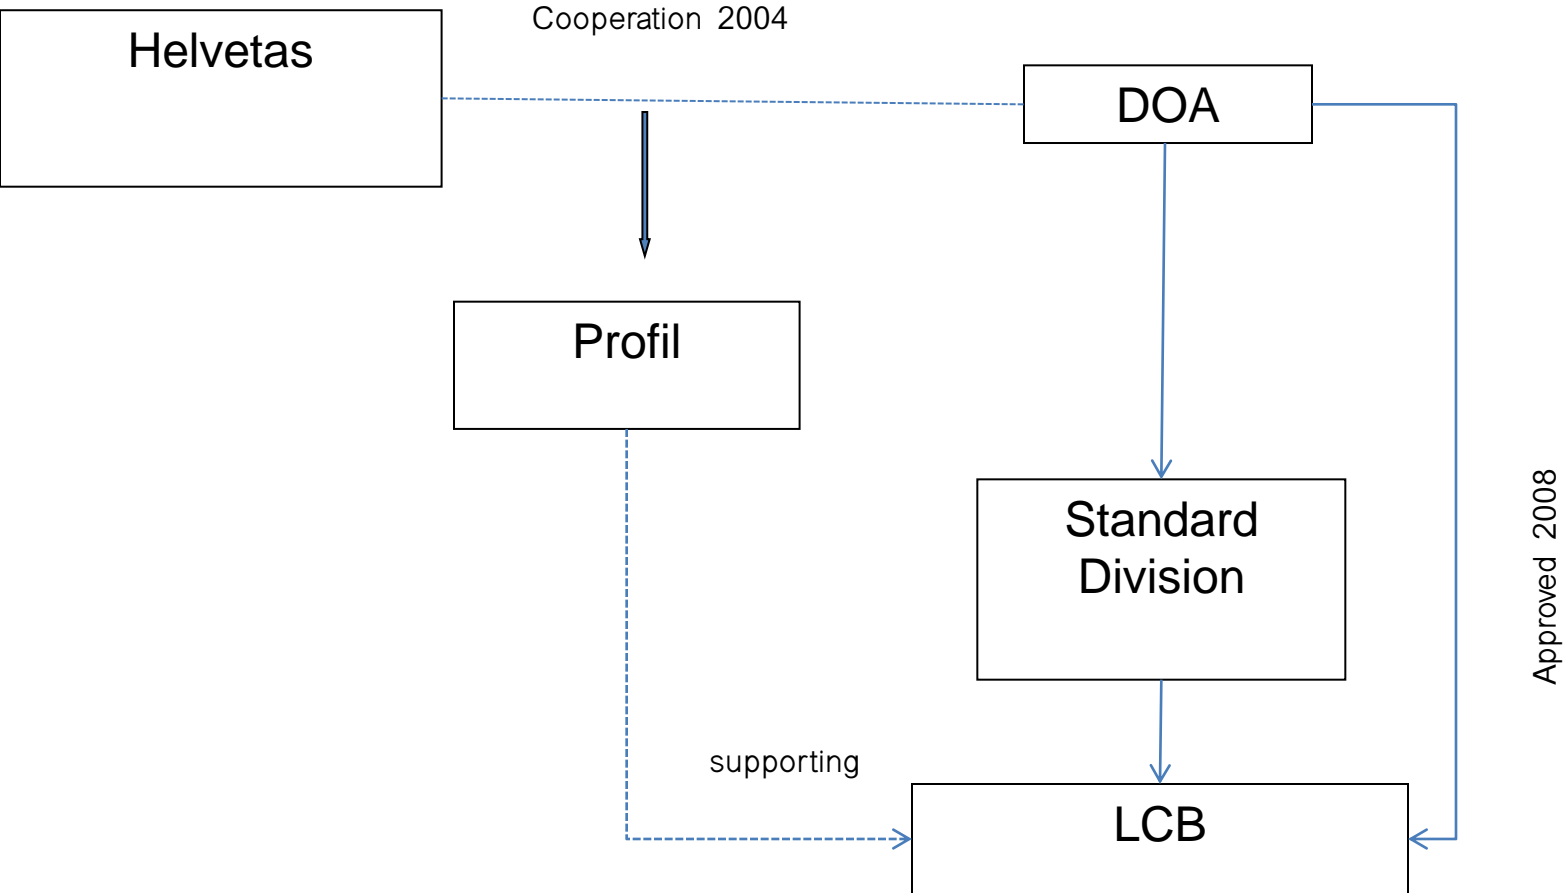 Cooperation 2004
Helvetas
DOA
Profil
Standard
Division
Approved 2008
supporting
LCB